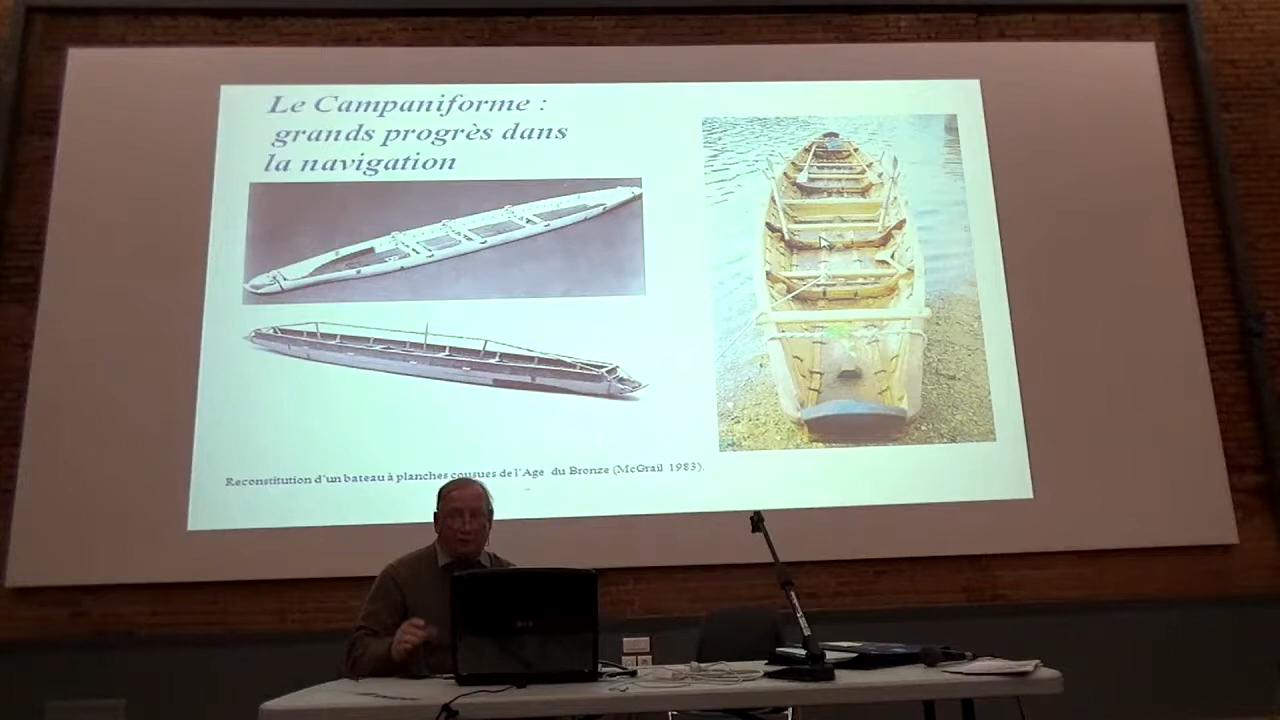 Le Campaniforme :
grands progrès dans
la navigation
Reconstitution d'un bateau à planches cousues de l'Age du Bronze (McGrail 1983).